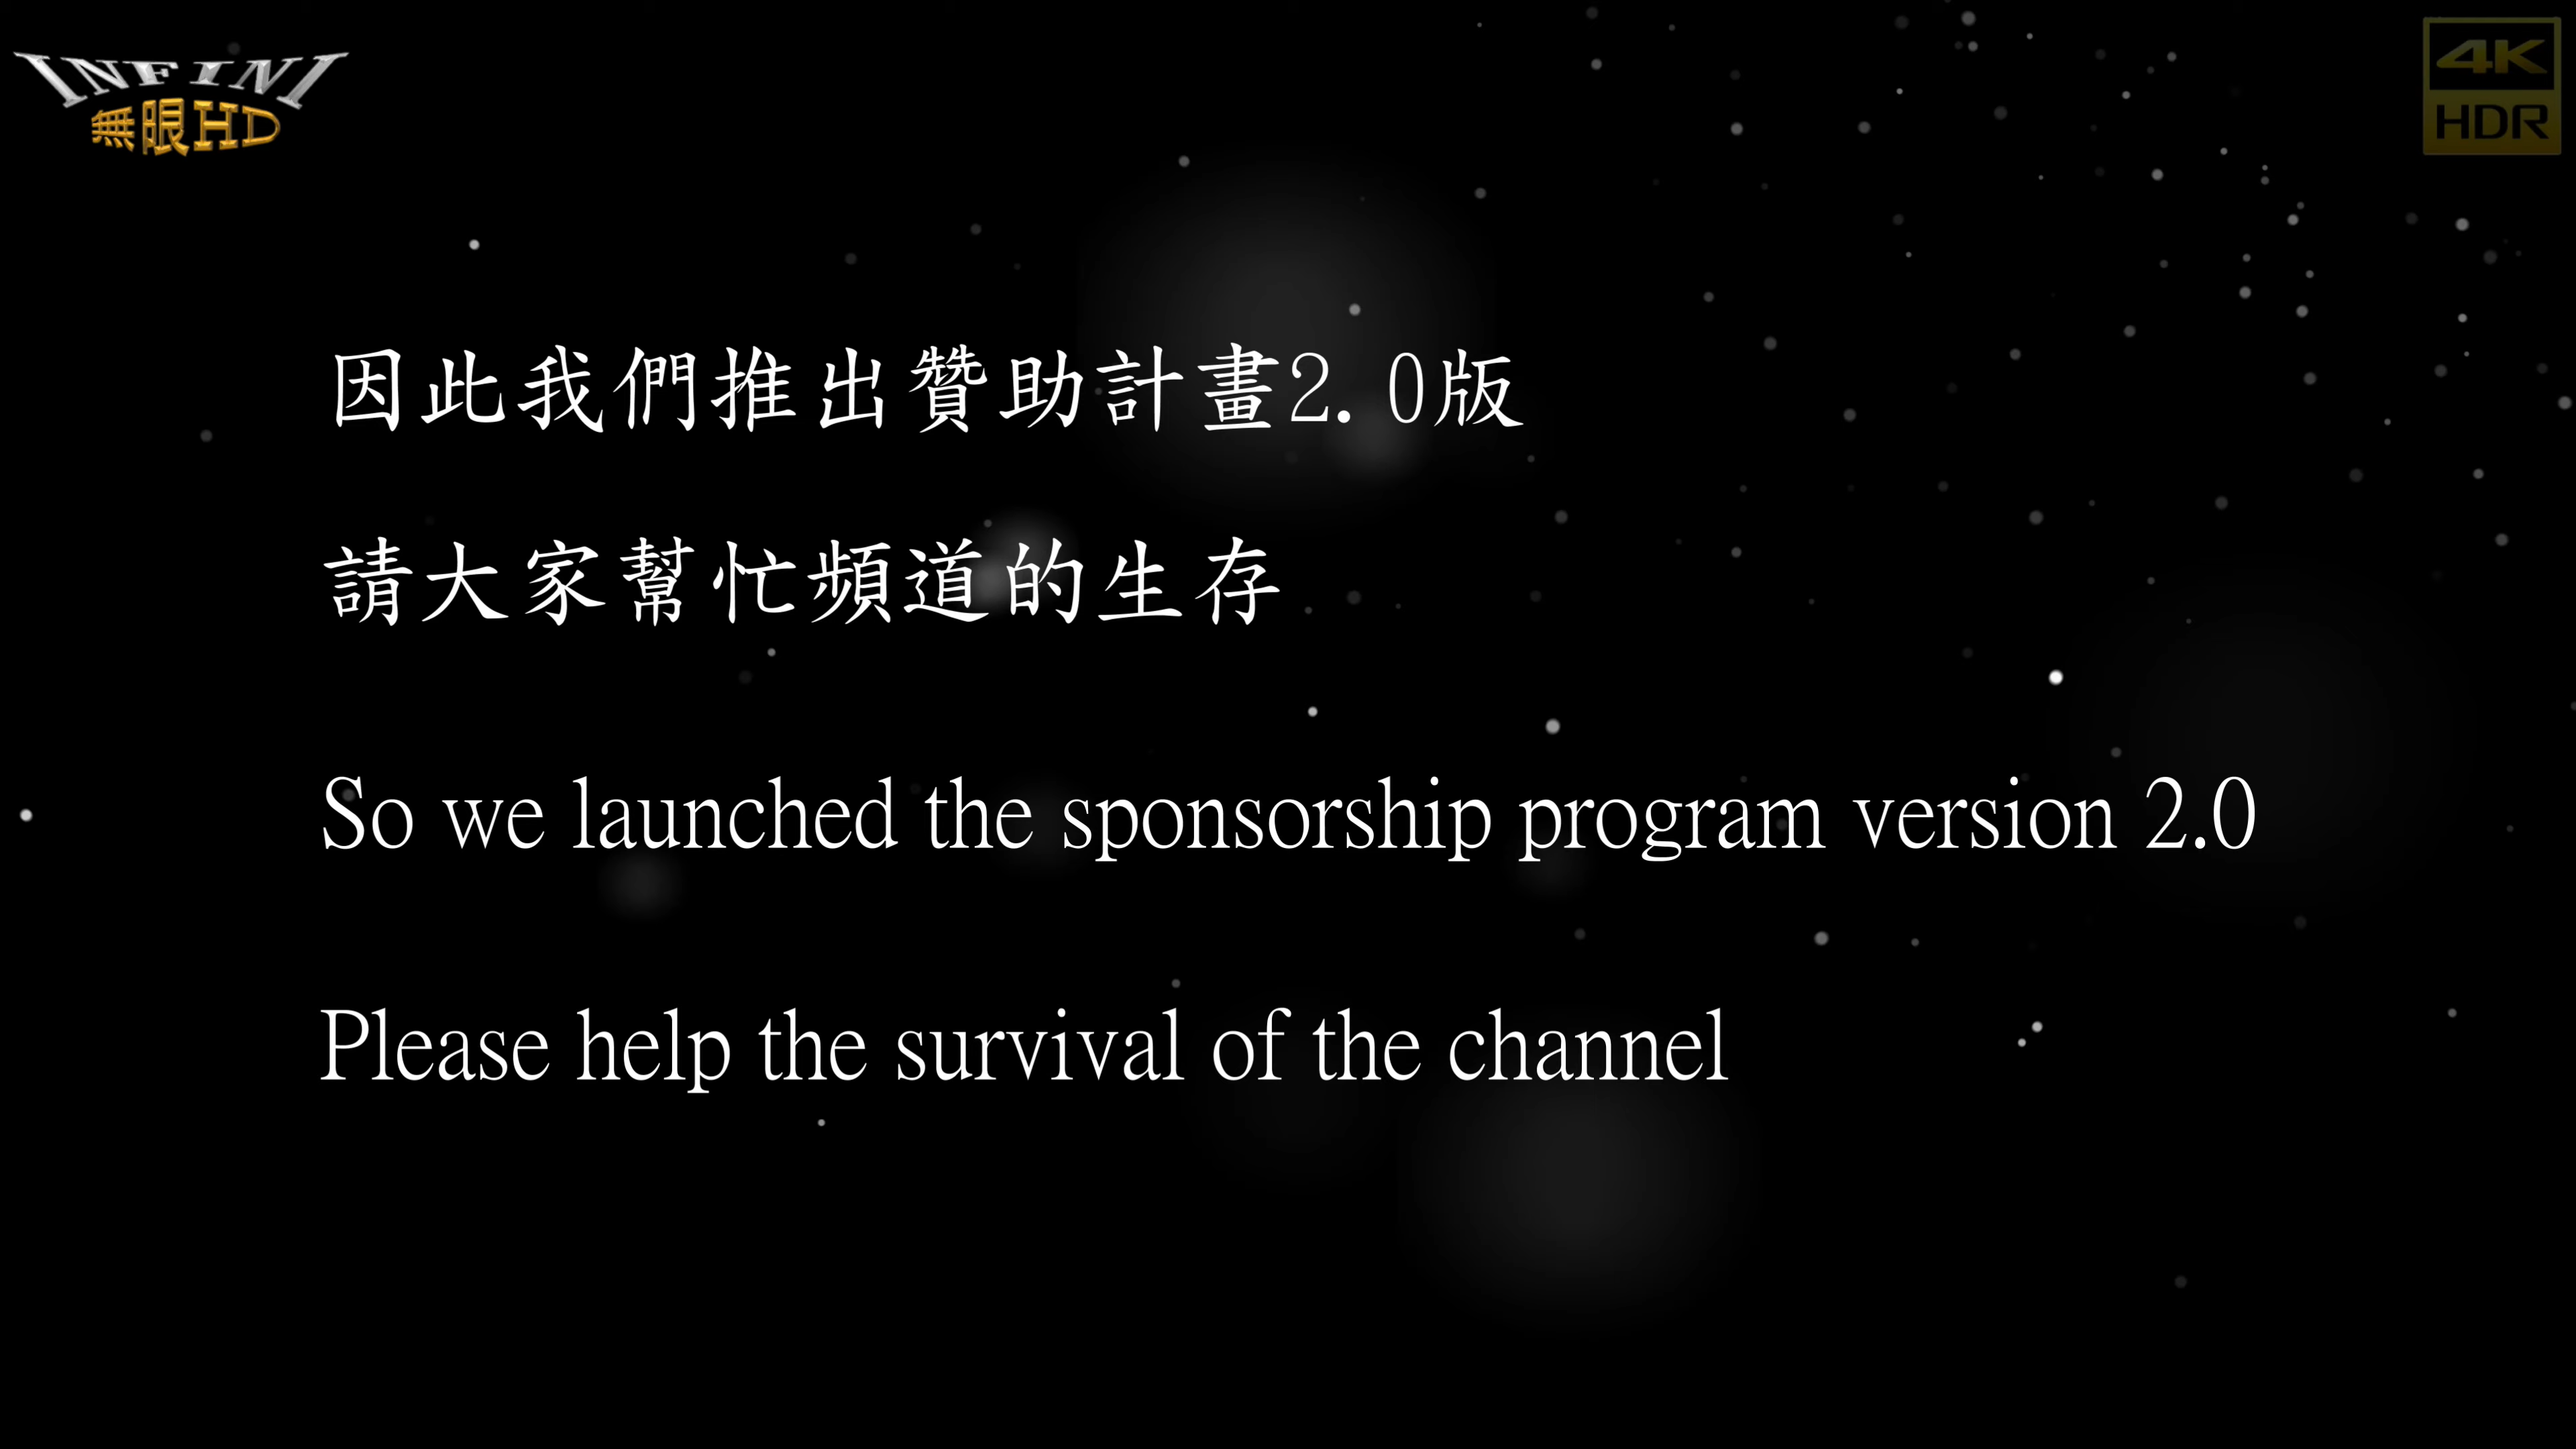 INFINI
無限HD
4K
HDR
因此我們推出贊助計畫2.0版
請大家幫忙頻道的生存
So we launched the sponsorship program version 2.0
Please help the survival of the channel